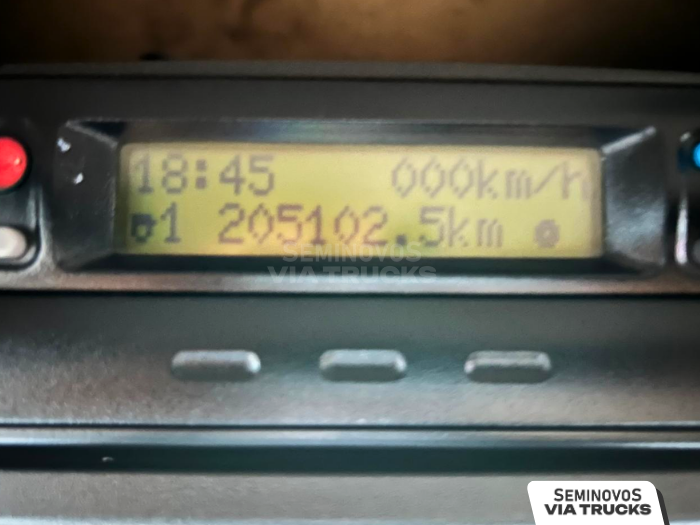 18:45 000km/h
1 205102.5km
SEMINOVOS
VIA TRUCKS
SEMINOVOS
VIA TRUCKS